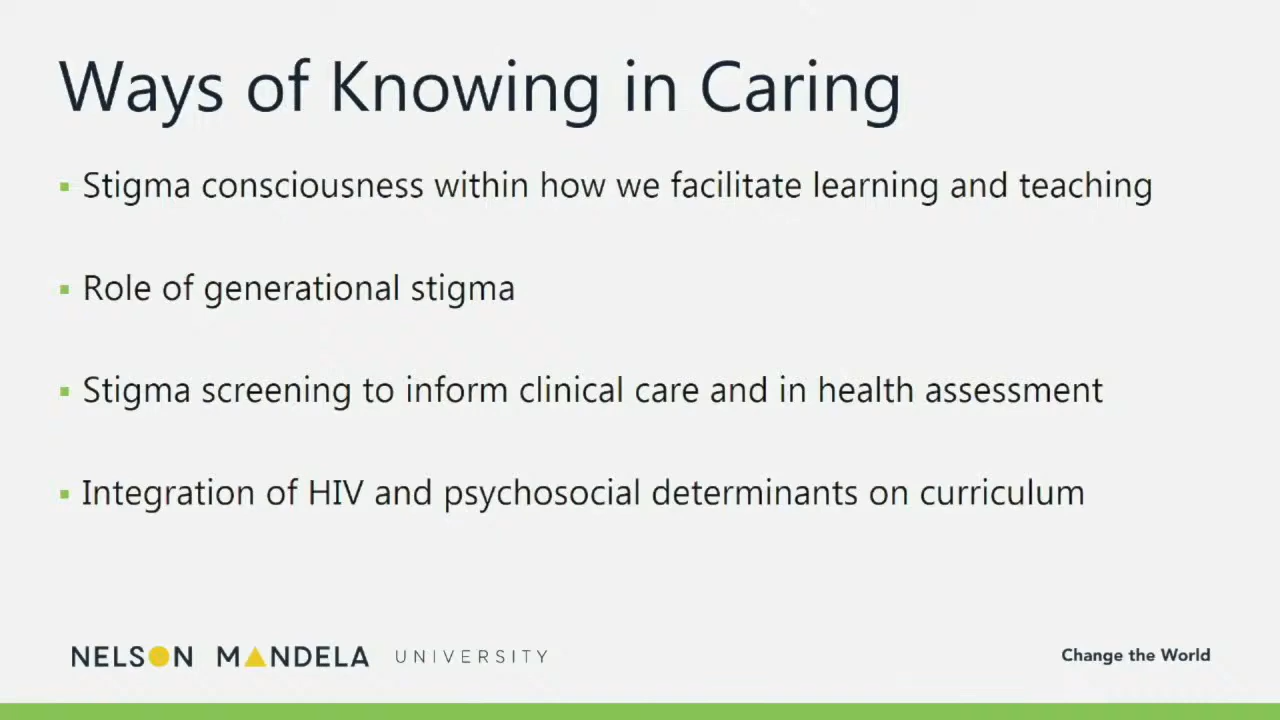 Ways of Knowing in Caring
Stigma consciousness within how we facilitate learning and teaching
Role of generational stigma
Stigma screening to inform clinical care and in health assessment
Integration of HIV and psychosocial determinants on curriculum
NELSON MANDELA UNIVERSITY
Change the World